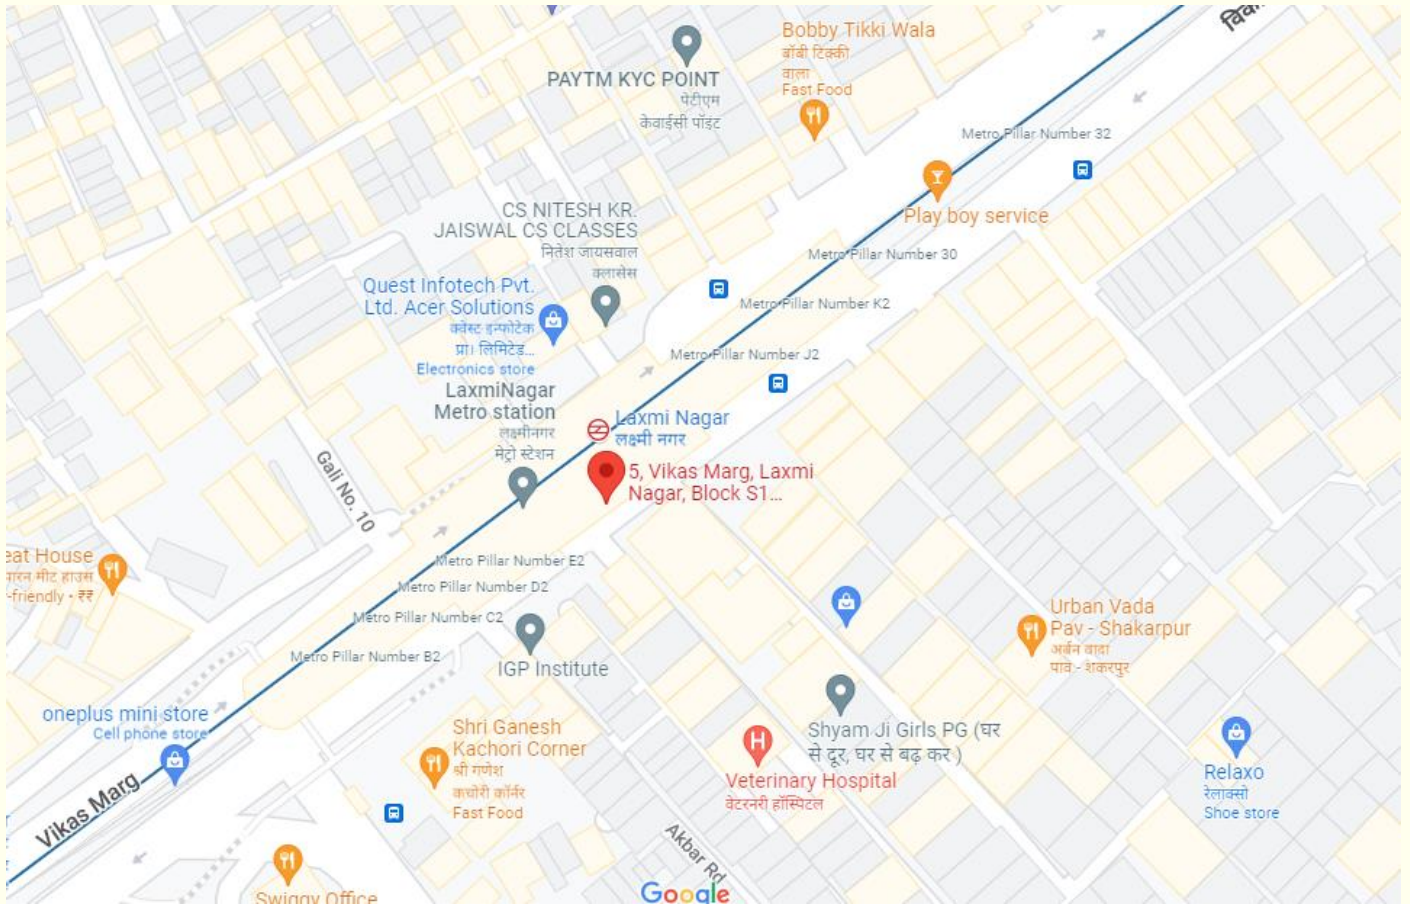 Bobby Tikki Wala
बॉबी टिक्की
वाला
Fast Food
PAYTM KYC POINT
पेटीएम
केवाईसी पॉइंट
Metro Pillar Number 32
Play boy service
CS NITESH KR.
JAISWAL CS CLASSES
नितेश जायसवाल
क्लासेस
Metro Pillar Number 30
Quest Infotech Pvt.
Ltd. Acer Solutions
क्वेस्ट इन्फोटेक
प्रा। लिमिटेड...
Electronics store
Metro Pillar Number K2
Metro Pillar Number J2
LaxmiNagar
Metro station
लक्ष्मीनगर
मेट्रो स्टेशन
Laxmi Nagar
लक्ष्मी नगर
5, Vikas Marg, Laxmi
Nagar, Block S1...
Gali No. 10
eat House
मीट हाउस
-friendly • ₹₹
Metro Pillar Number E2
Metro Pillar Number D2
Metro Pillar Number C2
Metro Pillar Number B2
IGP Institute
Urban Vada
Pav - Shakarpur
अर्बन वादा
पाव - शकरपुर
oneplus mini store
Cell phone store
Shri Ganesh
Kachori Corner
श्री गणेश
कचोरी कॉर्नर
Fast Food
Shyam Ji Girls PG (घर
से दूर, घर से बढ़ कर )
Veterinary Hospital
वेटरनरी हॉस्पिटल
Relaxo
रेलाक्सो
Shoe store
Vikas Marg
Akbar Rd
Swiggy Office
Google